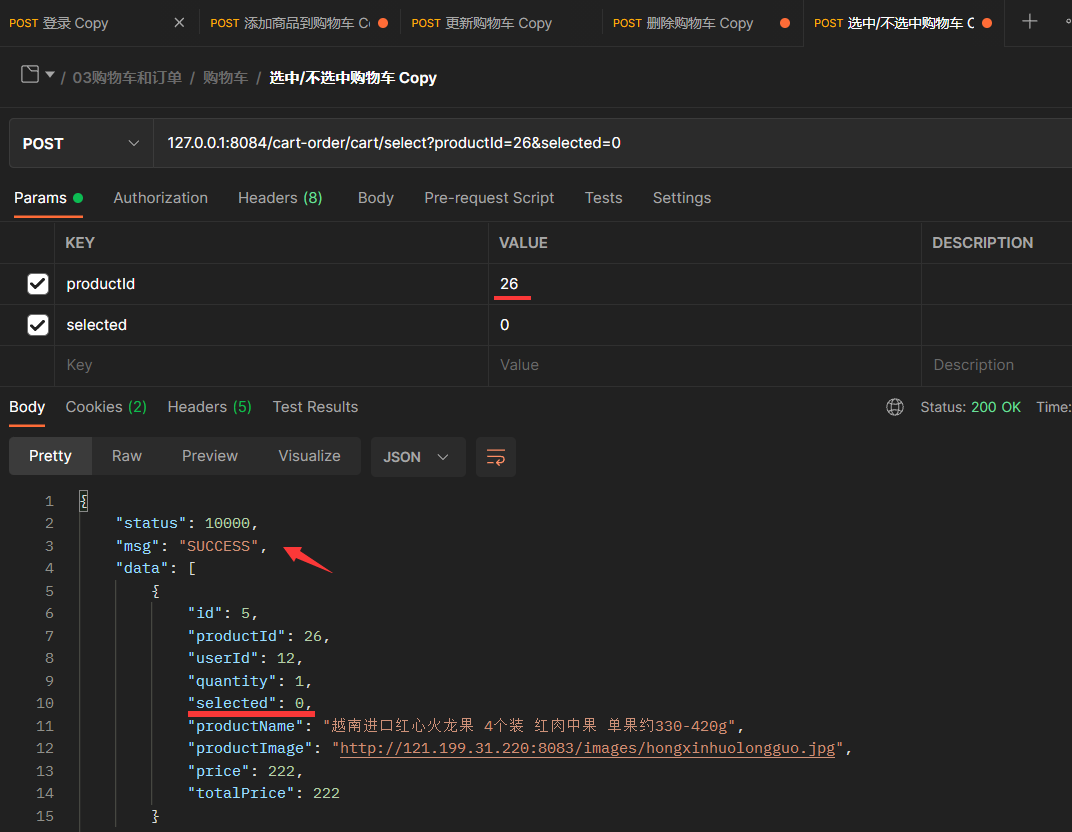 POST 登录 Copy
POST 添加商品到购物车 Co
POST 更新购物车 Copy
POST 删除购物车 Copy
POST 选中/不选中购物车 C
/ 03购物车和订单 / 购物车 / 选中/不选中购物车 Copy
POST 127.0.0.1:8084/cart-order/cart/select?productId=26&selected=0
Params Authorization Headers (8) Body Pre-request Script Tests Settings
KEY VALUE DESCRIPTION
productId 26
selected 0
Key Value Description
Body Cookies (2) Headers (5) Test Results Status: 200 OK Time:
Pretty Raw Preview Visualize JSON
1 {
2 "status": 10000,
3 "msg": "SUCCESS",
4 "data": [
5 {
6 "id": 5,
7 "productId": 26,
8 "userId": 12,
9 "quantity": 1,
10 "selected": 0,
11 "productName": "越南进口红心火龙果 4个装 红肉中果 单果约330-420g",
12 "productImage": "http://121.199.31.220:8083/images/hongxinhuolongguo.jpg",
13 "price": 222,
14 "totalPrice": 222
15 }